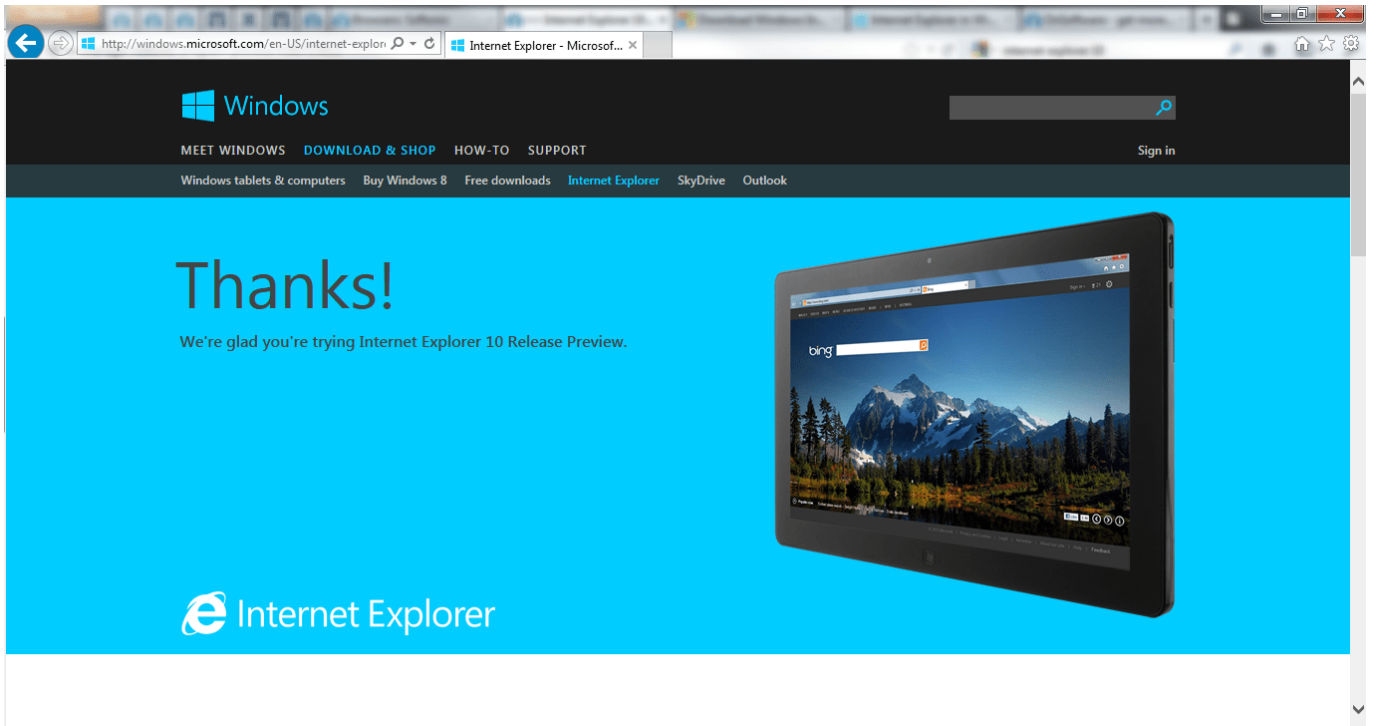 http://windows.microsoft.com/en-US/internet-explor
Internet Explorer - Microsof...
Windows
MEET WINDOWS DOWNLOAD & SHOP HOW-TO SUPPORT
Sign in
Windows tablets & computers Buy Windows 8 Free downloads Internet Explorer SkyDrive Outlook
Thanks!
We're glad you're trying Internet Explorer 10 Release Preview.
bing
Internet Explorer